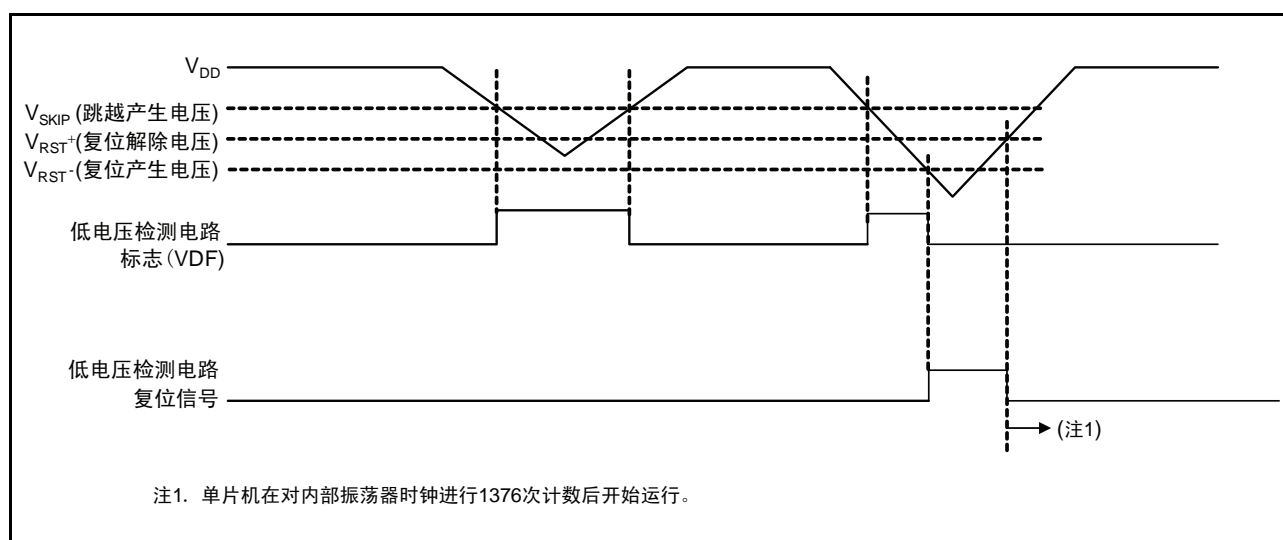 VDD
VSKIP (跳越产生电压)
VRST+(复位解除电压)
VRST-(复位产生电压)
低电压检测电路
标志(VDF)
低电压检测电路
复位信号
(注1)
注1. 单片机在对内部振荡器时钟进行1376次计数后开始运行。